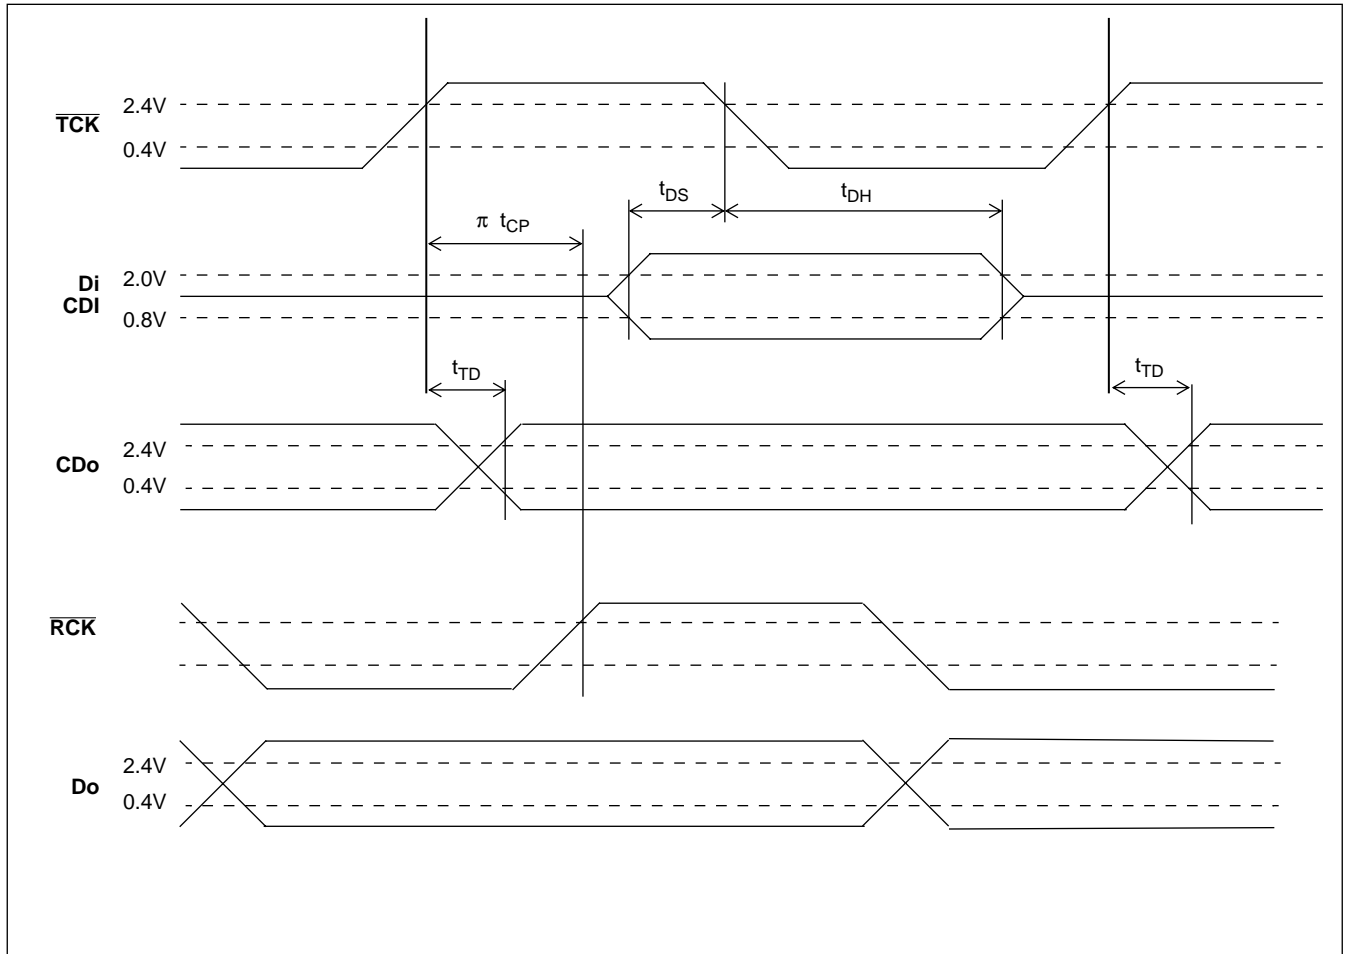 2.4V
TCK
0.4V
tDS
tDH
π tCP
2.0V
Di
CDI
0.8V
tTD
tTD
2.4V
CDo
0.4V
RCK
2.4V
Do
0.4V